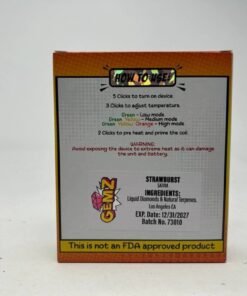 HOW TO USE!
5 Clicks to turn on device.
3 Clicks to adjust temperature.
Green - Low mode.
Green Yellow - Medium mode
Green Yellow Orange - High mode.
2 Clicks to pre heat and prime the coil.
WARNING:
Avoid exposing the device to extreme heat as it can damage
the unit and battery.
GEMZ
STRAWBURST
SATIVA
INGREDIENTS:
Liquid Diamonds & Natural Terpenes.
Los Angeles CA
EXP. Date: 12/31/2027
Batch No. 73010
This is not an FDA approved product